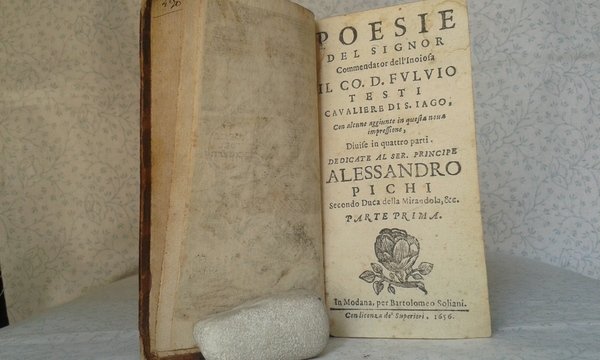 POESIE
DEL SIGNOR
Commendator dell'Inoiosa
IL CO. D. FVLVIO
TESTI
CAVALIERE DI S. IAGO,
Con alcune aggiunte in questa noua
impressione,
Diuise in quattro parti.
DEDICATE AL SER. PRINCIPE
ALESSANDRO
PICHI
Secondo Duca della Mirandola, &c.
PARTE PRIMA.
In Modana, per Bartolomeo Soliani.
Con licenza de' Superiori. 1656.